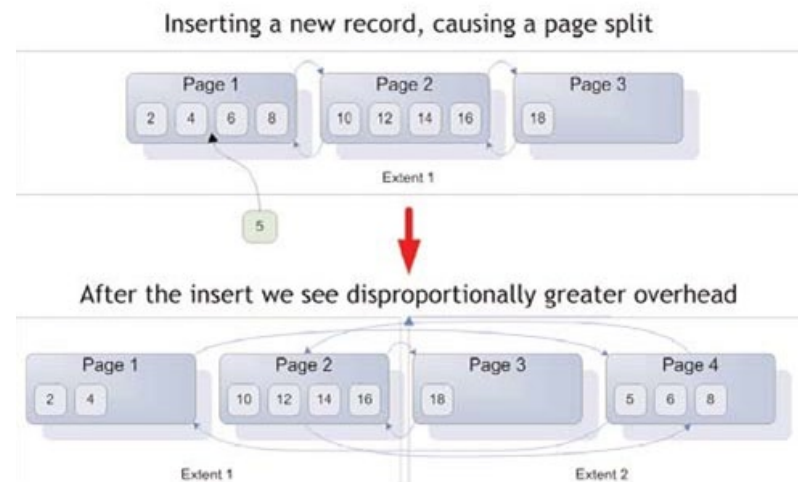 Inserting a new record, causing a page split
Page 1
Page 2
Page 3
2 4 6 8
10 12 14 16
18
Extent 1
5
After the insert we see disproportionally greater overhead
Page 1
Page 2
Page 3
Page 4
2 4
10 12 14 16
18
5 6 8
Extent 1
Extent 2